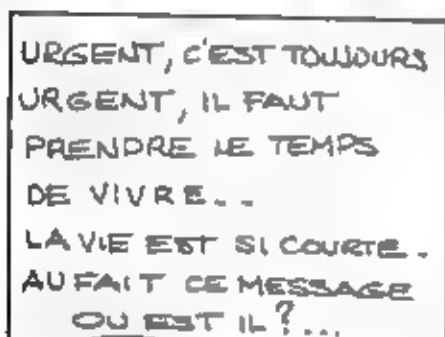 URGENT, C'EST TOUJOURS
URGENT, IL FAUT
PRENDRE LE TEMPS
DE VIVRE..
LA VIE EST SI COURTE.
AU FAIT CE MESSAGE
OU EST IL?...